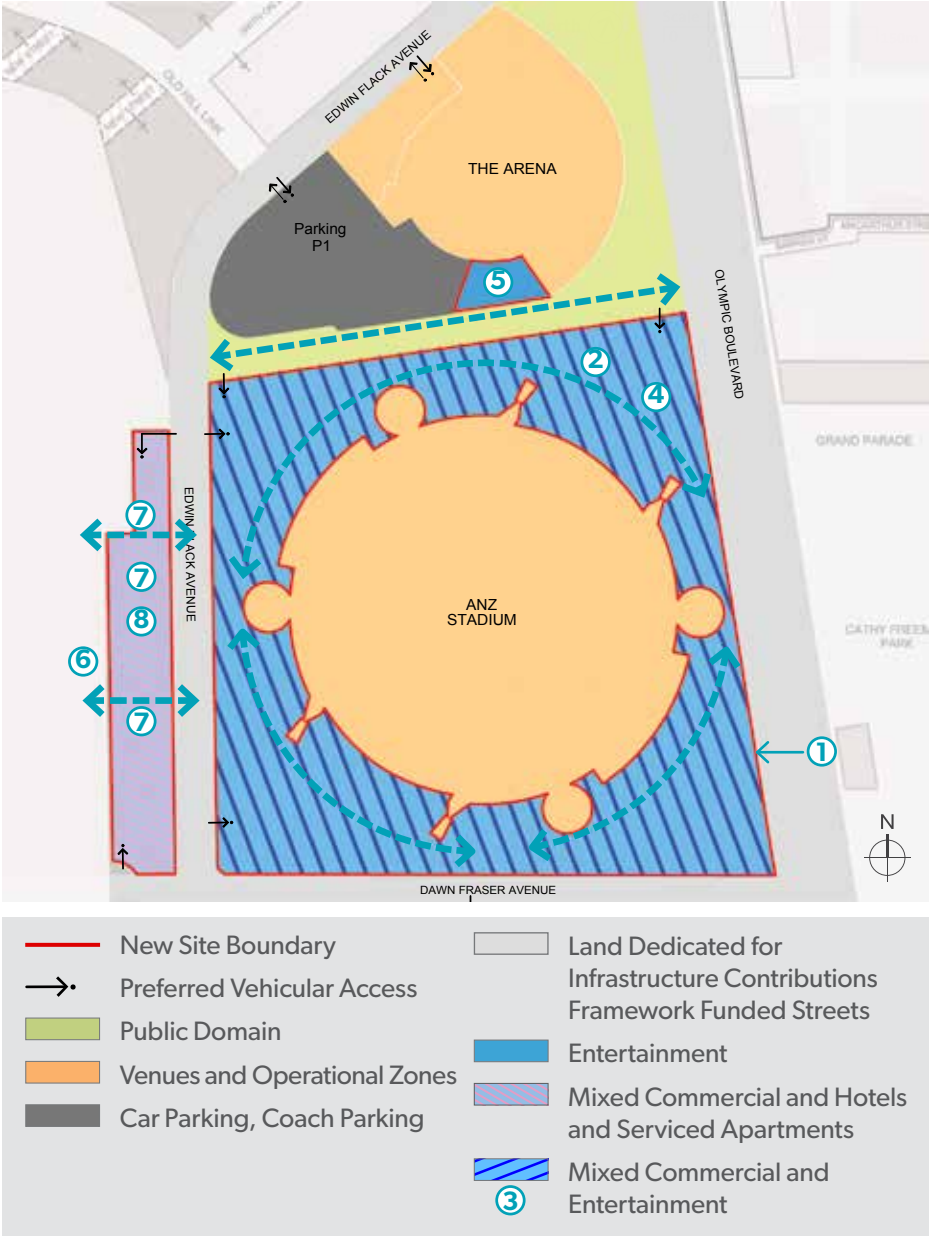 EDWIN FLACK AVENUE
OLD HILL LINK
THE ARENA
Parking
P1
5
OLYMPIC BOULEVARD
2
4
GRAND PARADE
7
EDWIN
ACK AVENUE
7
8
ANZ
STADIUM
CATHY
PARK
6
7
1
N
DAWN FRASER AVENUE
New Site Boundary
Preferred Vehicular Access
Public Domain
Venues and Operational Zones
Car Parking, Coach Parking
Land Dedicated for
Infrastructure Contributions
Framework Funded Streets
Entertainment
Mixed Commercial and Hotels
and Serviced Apartments
Mixed Commercial and
Entertainment
3